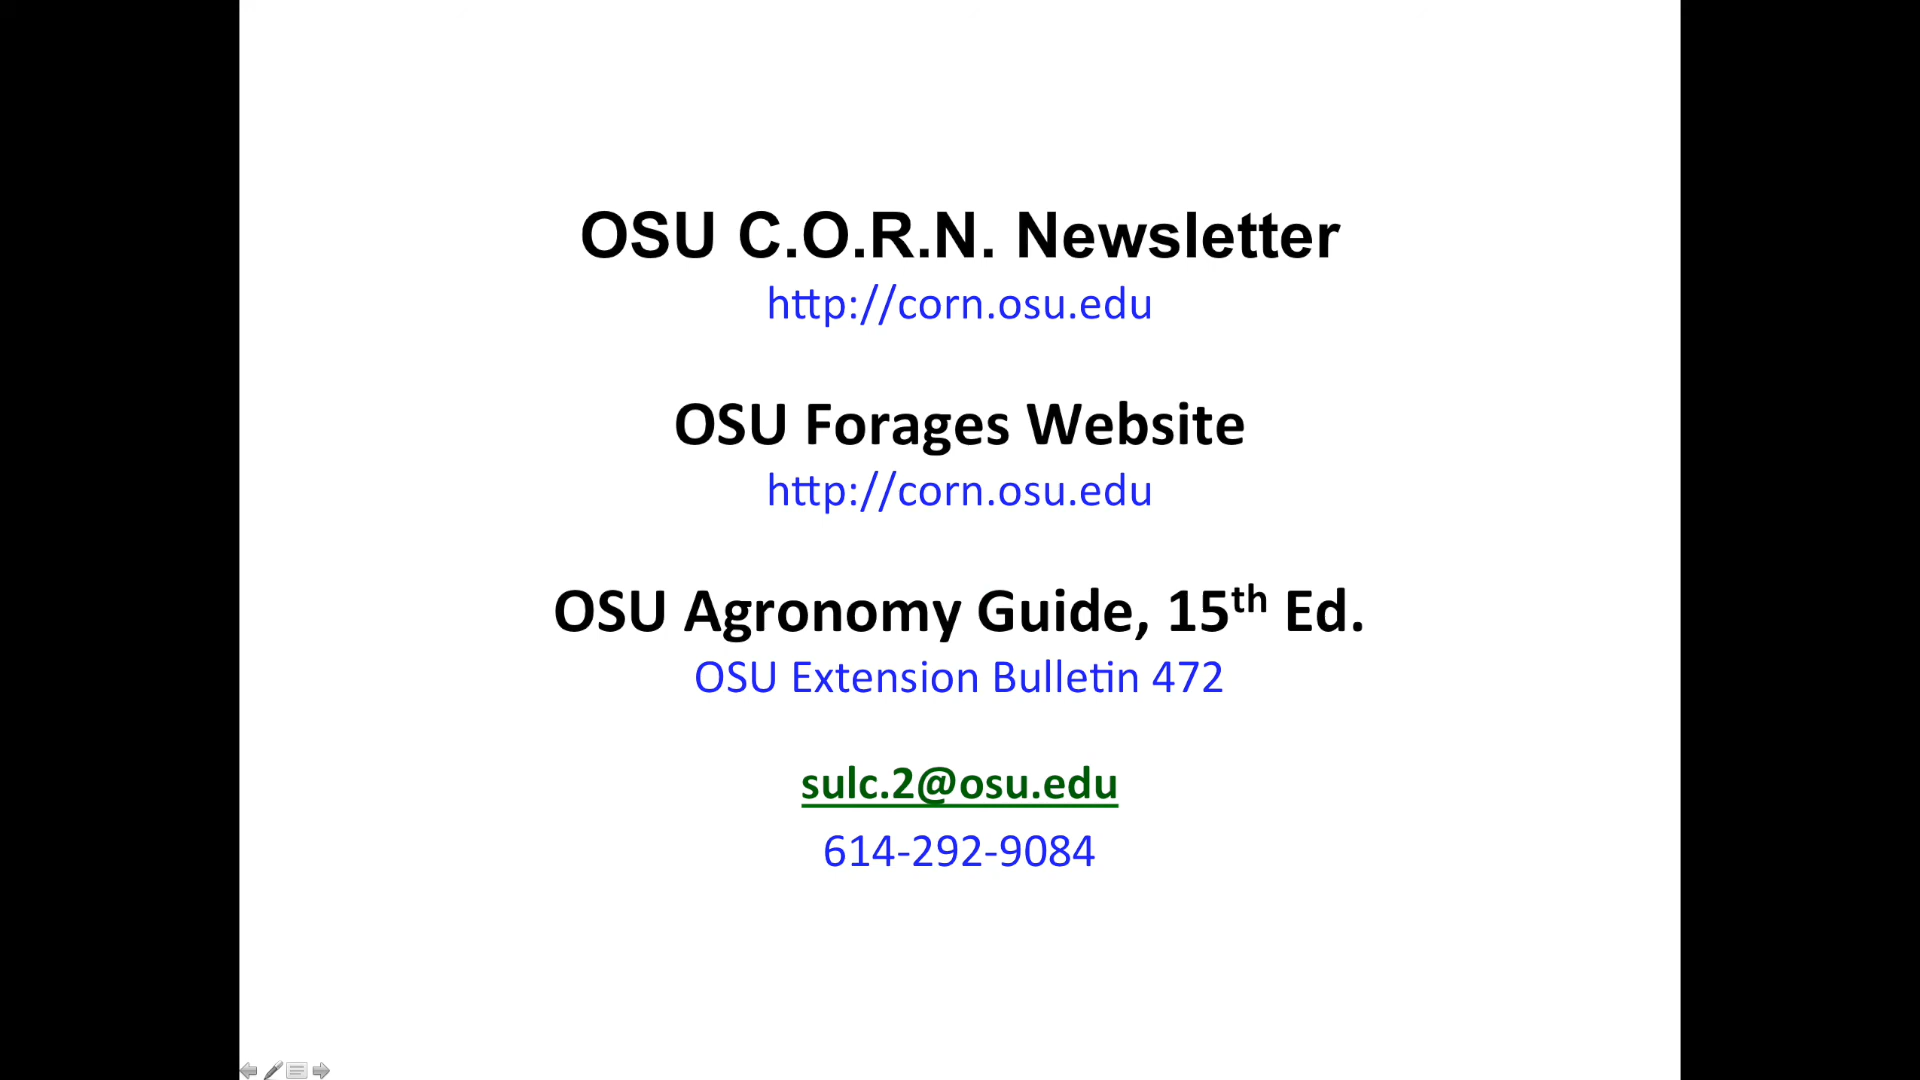 OSU C.O.R.N. Newsletter
http://corn.osu.edu
OSU Forages Website
http://corn.osu.edu
OSU Agronomy Guide, 15th Ed.
OSU Extension Bulletin 472
sulc.2@osu.edu
614-292-9084